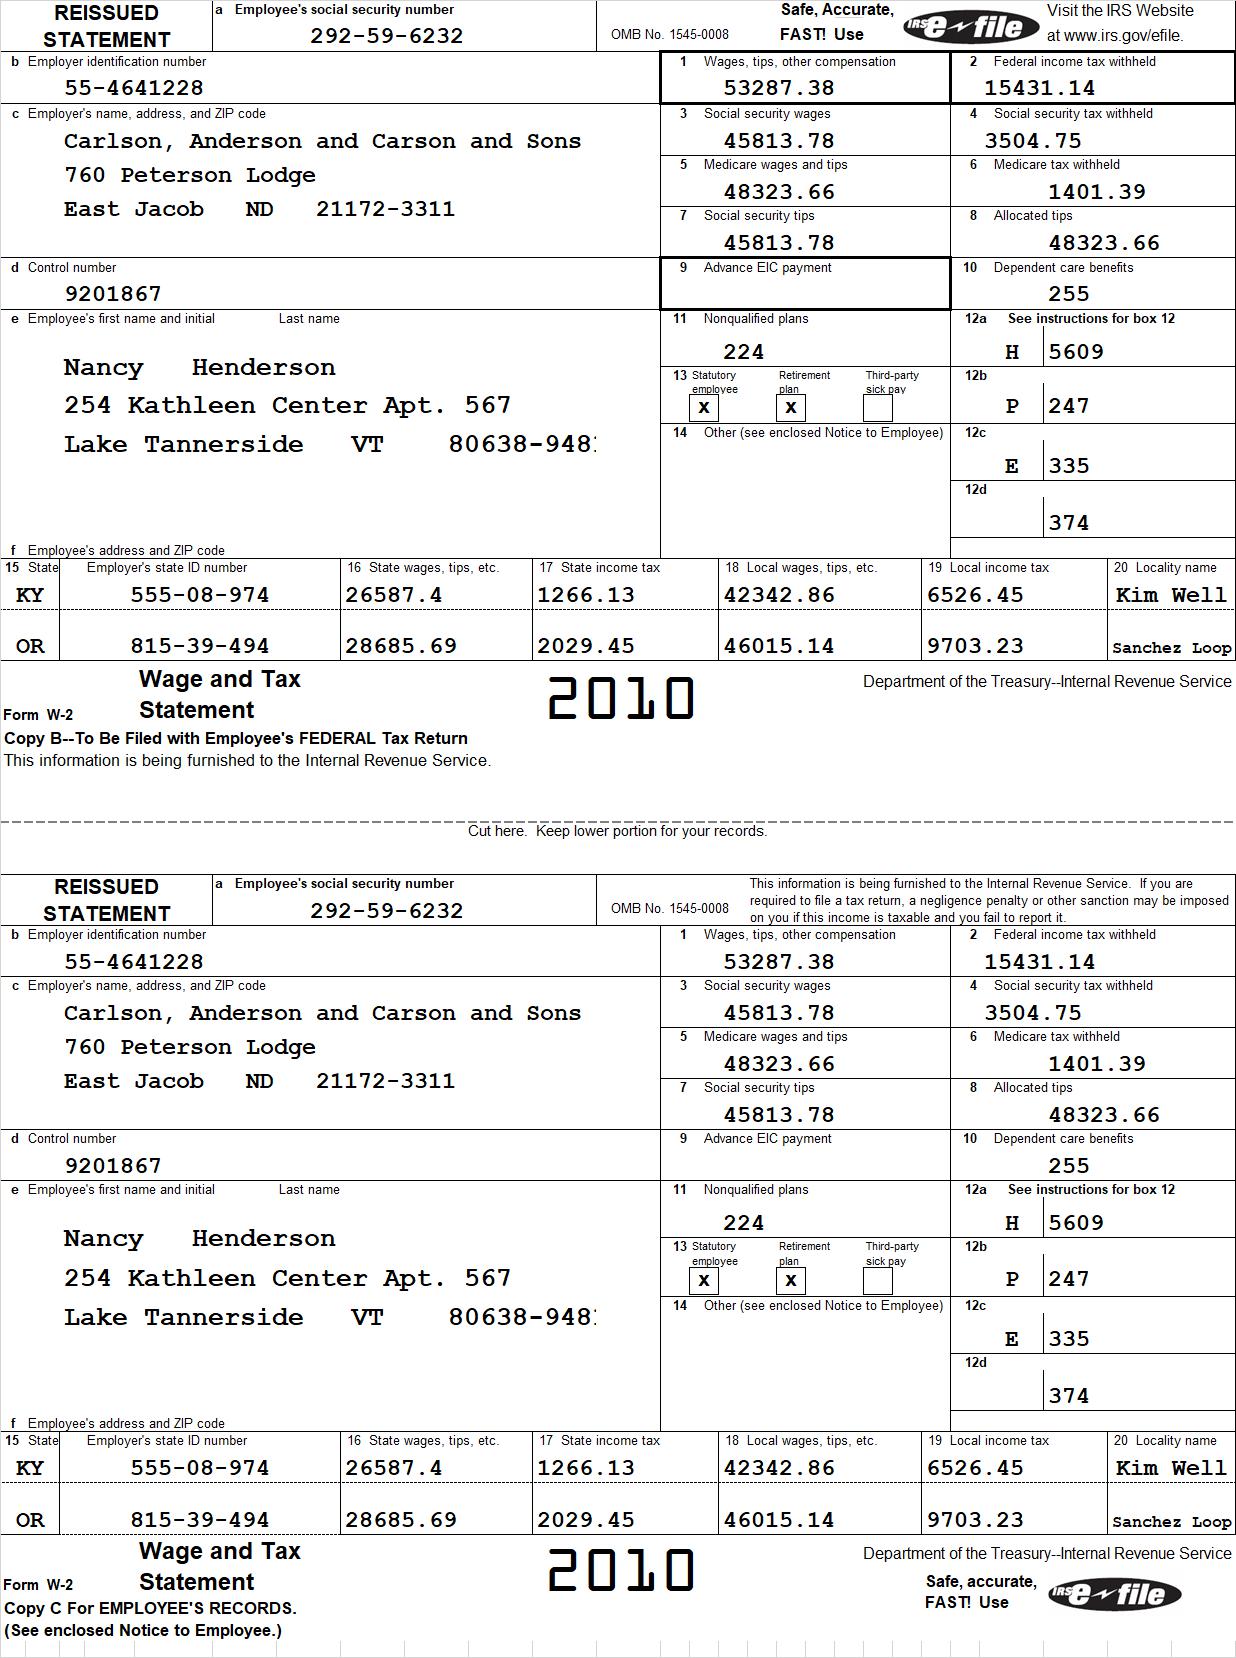 REISSUED STATEMENT
a Employee's social security number
292-59-6232
OMB No. 1545-0008
Safe, Accurate,
FAST! Use
IRS e-file
Visit the IRS Website
at www.irs.gov/efile.
b Employer identification number
55-4641228
1 Wages, tips, other compensation
53287.38
2 Federal income tax withheld
15431.14
c Employer's name, address, and ZIP code
Carlson, Anderson and Carson and Sons
760 Peterson Lodge
East Jacob ND 21172-3311
3 Social security wages
45813.78
4 Social security tax withheld
3504.75
5 Medicare wages and tips
48323.66
6 Medicare tax withheld
1401.39
7 Social security tips
45813.78
8 Allocated tips
48323.66
d Control number
9201867
9 Advance EIC payment
10 Dependent care benefits
255
e Employee's first name and initial Last name
Nancy Henderson
254 Kathleen Center Apt. 567
Lake Tannerside VT 80638-948
11 Nonqualified plans
224
12a See instructions for box 12
H 5609
13 Statutory employee
x
Retirement plan
x
Third-party sick pay
12b
P 247
14 Other (see enclosed Notice to Employee)
12c
E 335
12d
374
f Employee's address and ZIP code
15 State Employer's state ID number 16 State wages, tips, etc. 17 State income tax 18 Local wages, tips, etc. 19 Local income tax 20 Locality name
KY 555-08-974 26587.4 1266.13 42342.86 6526.45 Kim Well
OR 815-39-494 28685.69 2029.45 46015.14 9703.23 Sanchez Loop
Form W-2
Wage and Tax
Statement
2010
Department of the Treasury--Internal Revenue Service
Copy B--To Be Filed with Employee's FEDERAL Tax Return
This information is being furnished to the Internal Revenue Service.
Cut here. Keep lower portion for your records.
REISSUED STATEMENT
a Employee's social security number
292-59-6232
OMB No. 1545-0008
This information is being furnished to the Internal Revenue Service. If you are
required to file a tax return, a negligence penalty or other sanction may be imposed
on you if this income is taxable and you fail to report it.
b Employer identification number
55-4641228
1 Wages, tips, other compensation
53287.38
2 Federal income tax withheld
15431.14
c Employer's name, address, and ZIP code
Carlson, Anderson and Carson and Sons
760 Peterson Lodge
East Jacob ND 21172-3311
3 Social security wages
45813.78
4 Social security tax withheld
3504.75
5 Medicare wages and tips
48323.66
6 Medicare tax withheld
1401.39
7 Social security tips
45813.78
8 Allocated tips
48323.66
d Control number
9201867
9 Advance EIC payment
10 Dependent care benefits
255
e Employee's first name and initial Last name
Nancy Henderson
254 Kathleen Center Apt. 567
Lake Tannerside VT 80638-948
11 Nonqualified plans
224
12a See instructions for box 12
H 5609
13 Statutory employee
x
Retirement plan
x
Third-party sick pay
12b
P 247
14 Other (see enclosed Notice to Employee)
12c
E 335
12d
374
f Employee's address and ZIP code
15 State Employer's state ID number 16 State wages, tips, etc. 17 State income tax 18 Local wages, tips, etc. 19 Local income tax 20 Locality name
KY 555-08-974 26587.4 1266.13 42342.86 6526.45 Kim Well
OR 815-39-494 28685.69 2029.45 46015.14 9703.23 Sanchez Loop
Form W-2
Wage and Tax
Statement
2010
Department of the Treasury--Internal Revenue Service
Safe, accurate,
FAST! Use
IRS e-file
Copy C For EMPLOYEE'S RECORDS.
(See enclosed Notice to Employee.)